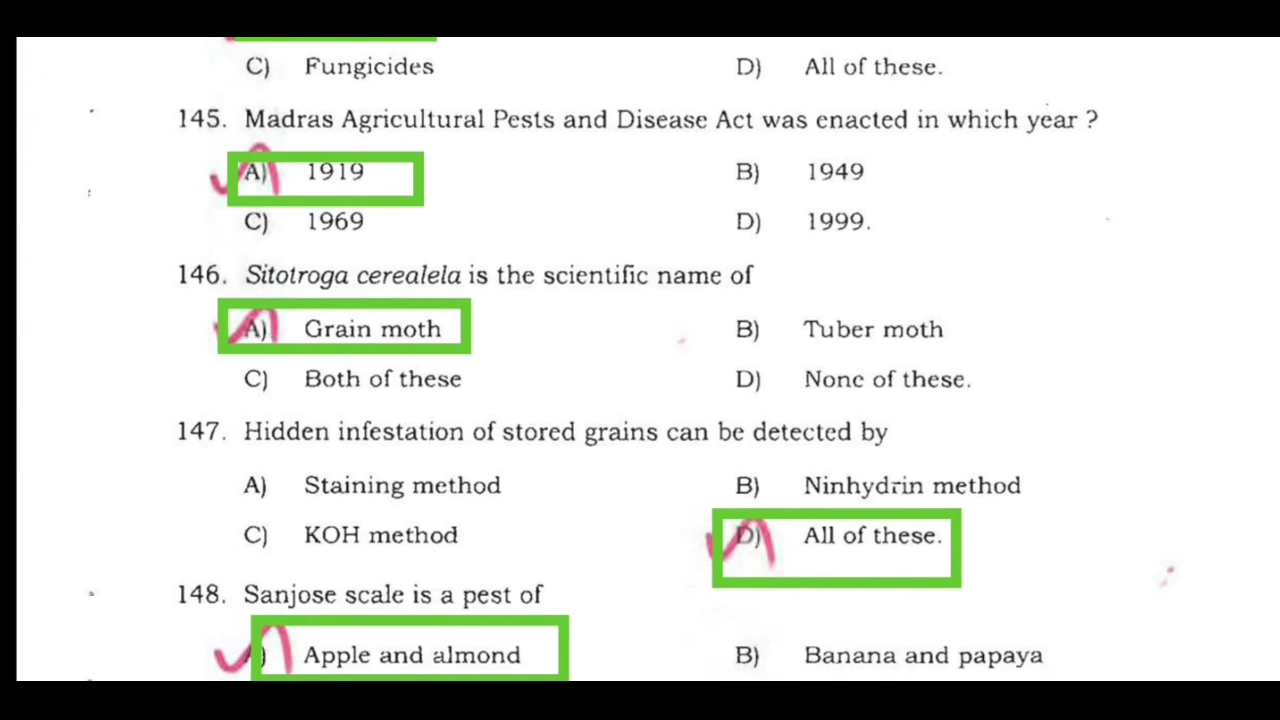 C) Fungicides D) All of these.
145. Madras Agricultural Pests and Disease Act was enacted in which year ?
A) 1919 B) 1949
C) 1969 D) 1999.
146. Sitotroga cerealela is the scientific name of
A) Grain moth B) Tuber moth
C) Both of these D) None of these.
147. Hidden infestation of stored grains can be detected by
A) Staining method B) Ninhydrin method
C) KOH method D) All of these.
148. Sanjose scale is a pest of
) Apple and almond B) Banana and papaya